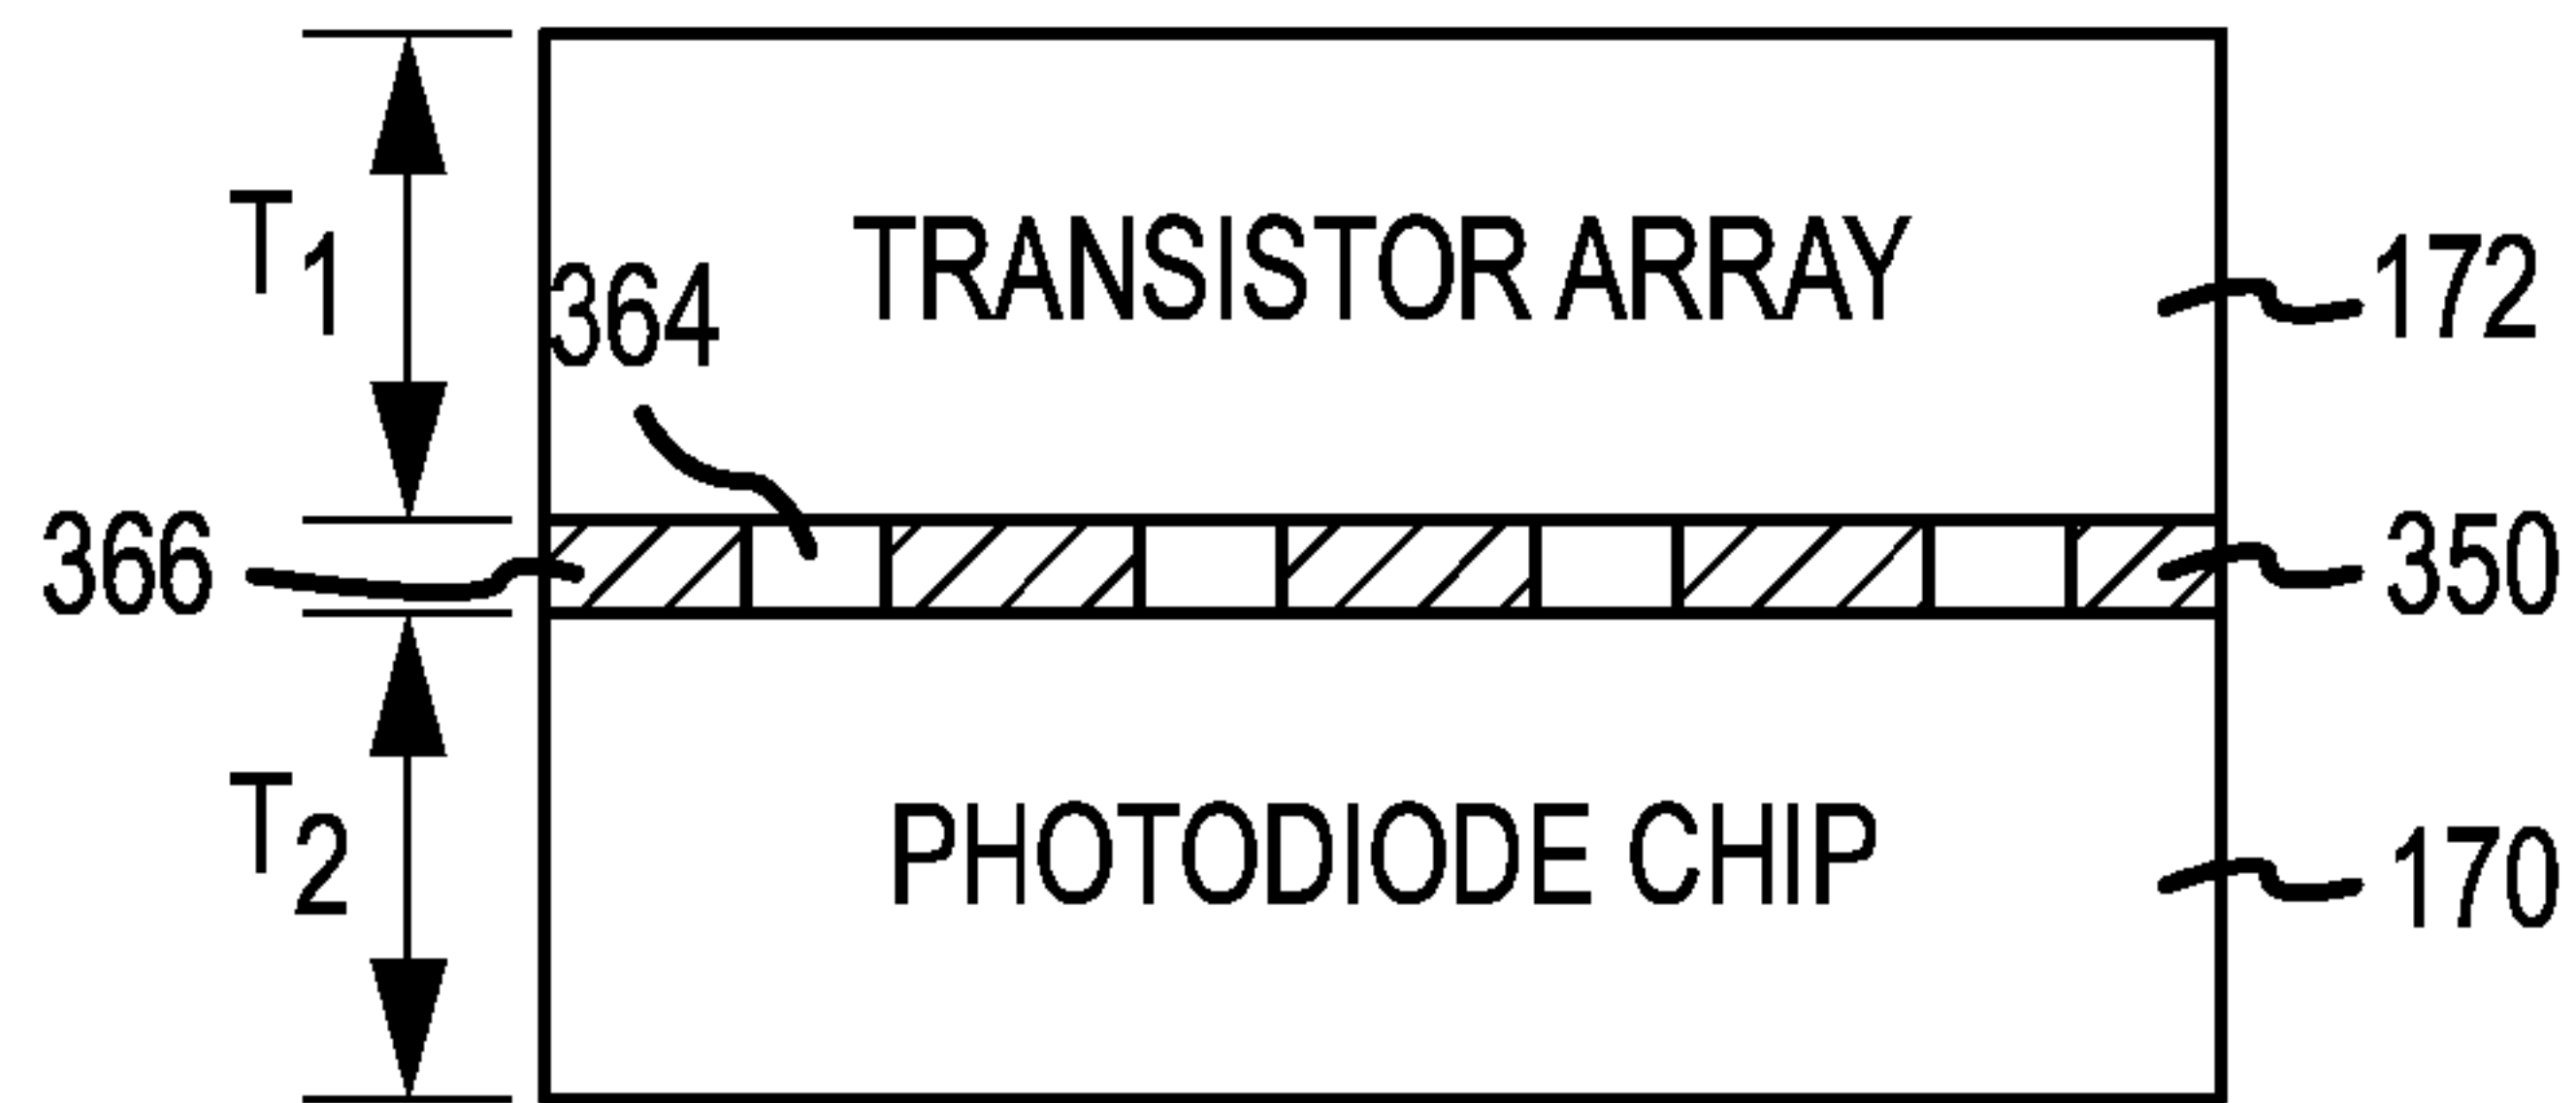 T1
TRANSISTOR ARRAY
172
364
366
350
T2
PHOTODIODE CHIP
170